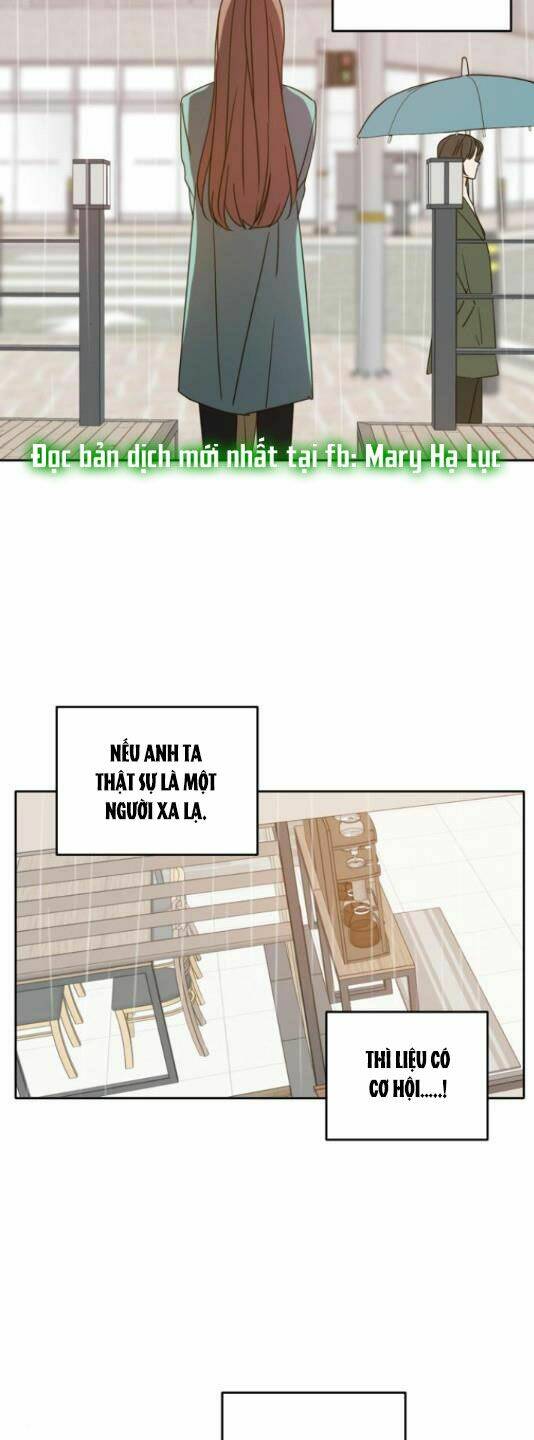 Đọc bản dịch mới nhất tại fb: Mary Hạ Lục
NẾU ANH TA
THẬT SỰ LÀ MỘT
NGƯỜI XA LẠ.
THÌ LIỆU CÓ
CƠ HỘI.....!